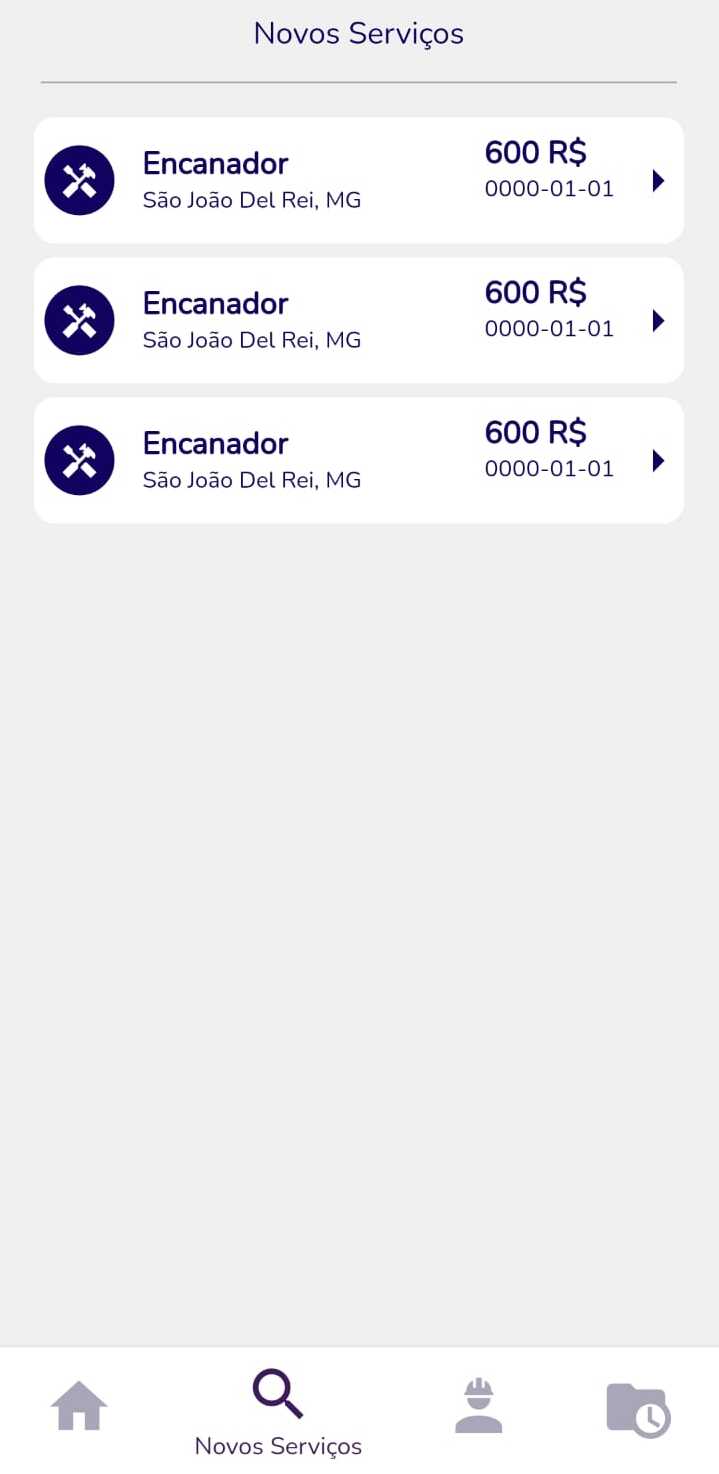 Novos Serviços
Encanador
600 R$
São João Del Rei, MG
0000-01-01
Encanador
600 R$
São João Del Rei, MG
0000-01-01
Encanador
600 R$
São João Del Rei, MG
0000-01-01
Novos Serviços